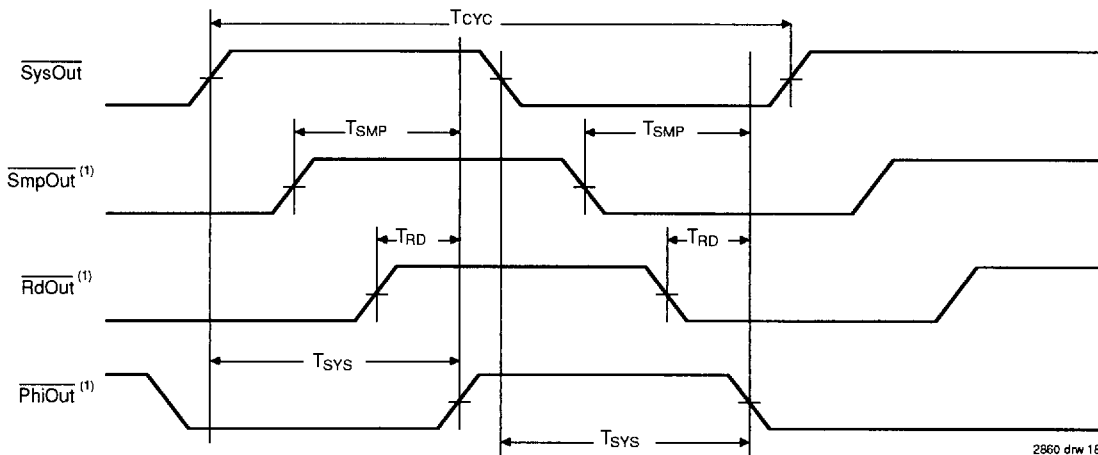 TCYC
SysOut
TSMP TSMP
SmpOut (1)
TRD TRD
RdOut (1)
TSYS
PhiOut (1)
TSYS
2860 drw 18